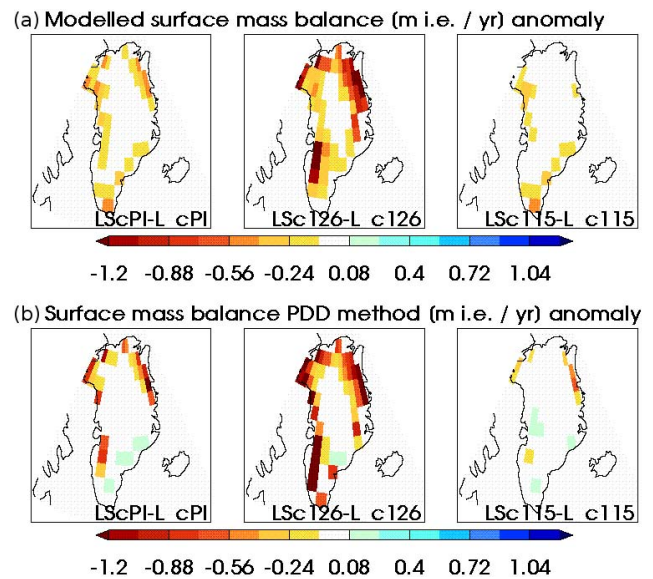 (a) Modelled surface mass balance (m i.e. / yr) anomaly
LScPI-L cPI LSc126-L c126 LSc115-L c115
-1.2 -0.88 -0.56 -0.24 0.08 0.4 0.72 1.04
(b) Surface mass balance PDD method (m i.e. / yr) anomaly
LScPI-L cPI LSc126-L c126 LSc115-L c115
-1.2 -0.88 -0.56 -0.24 0.08 0.4 0.72 1.04